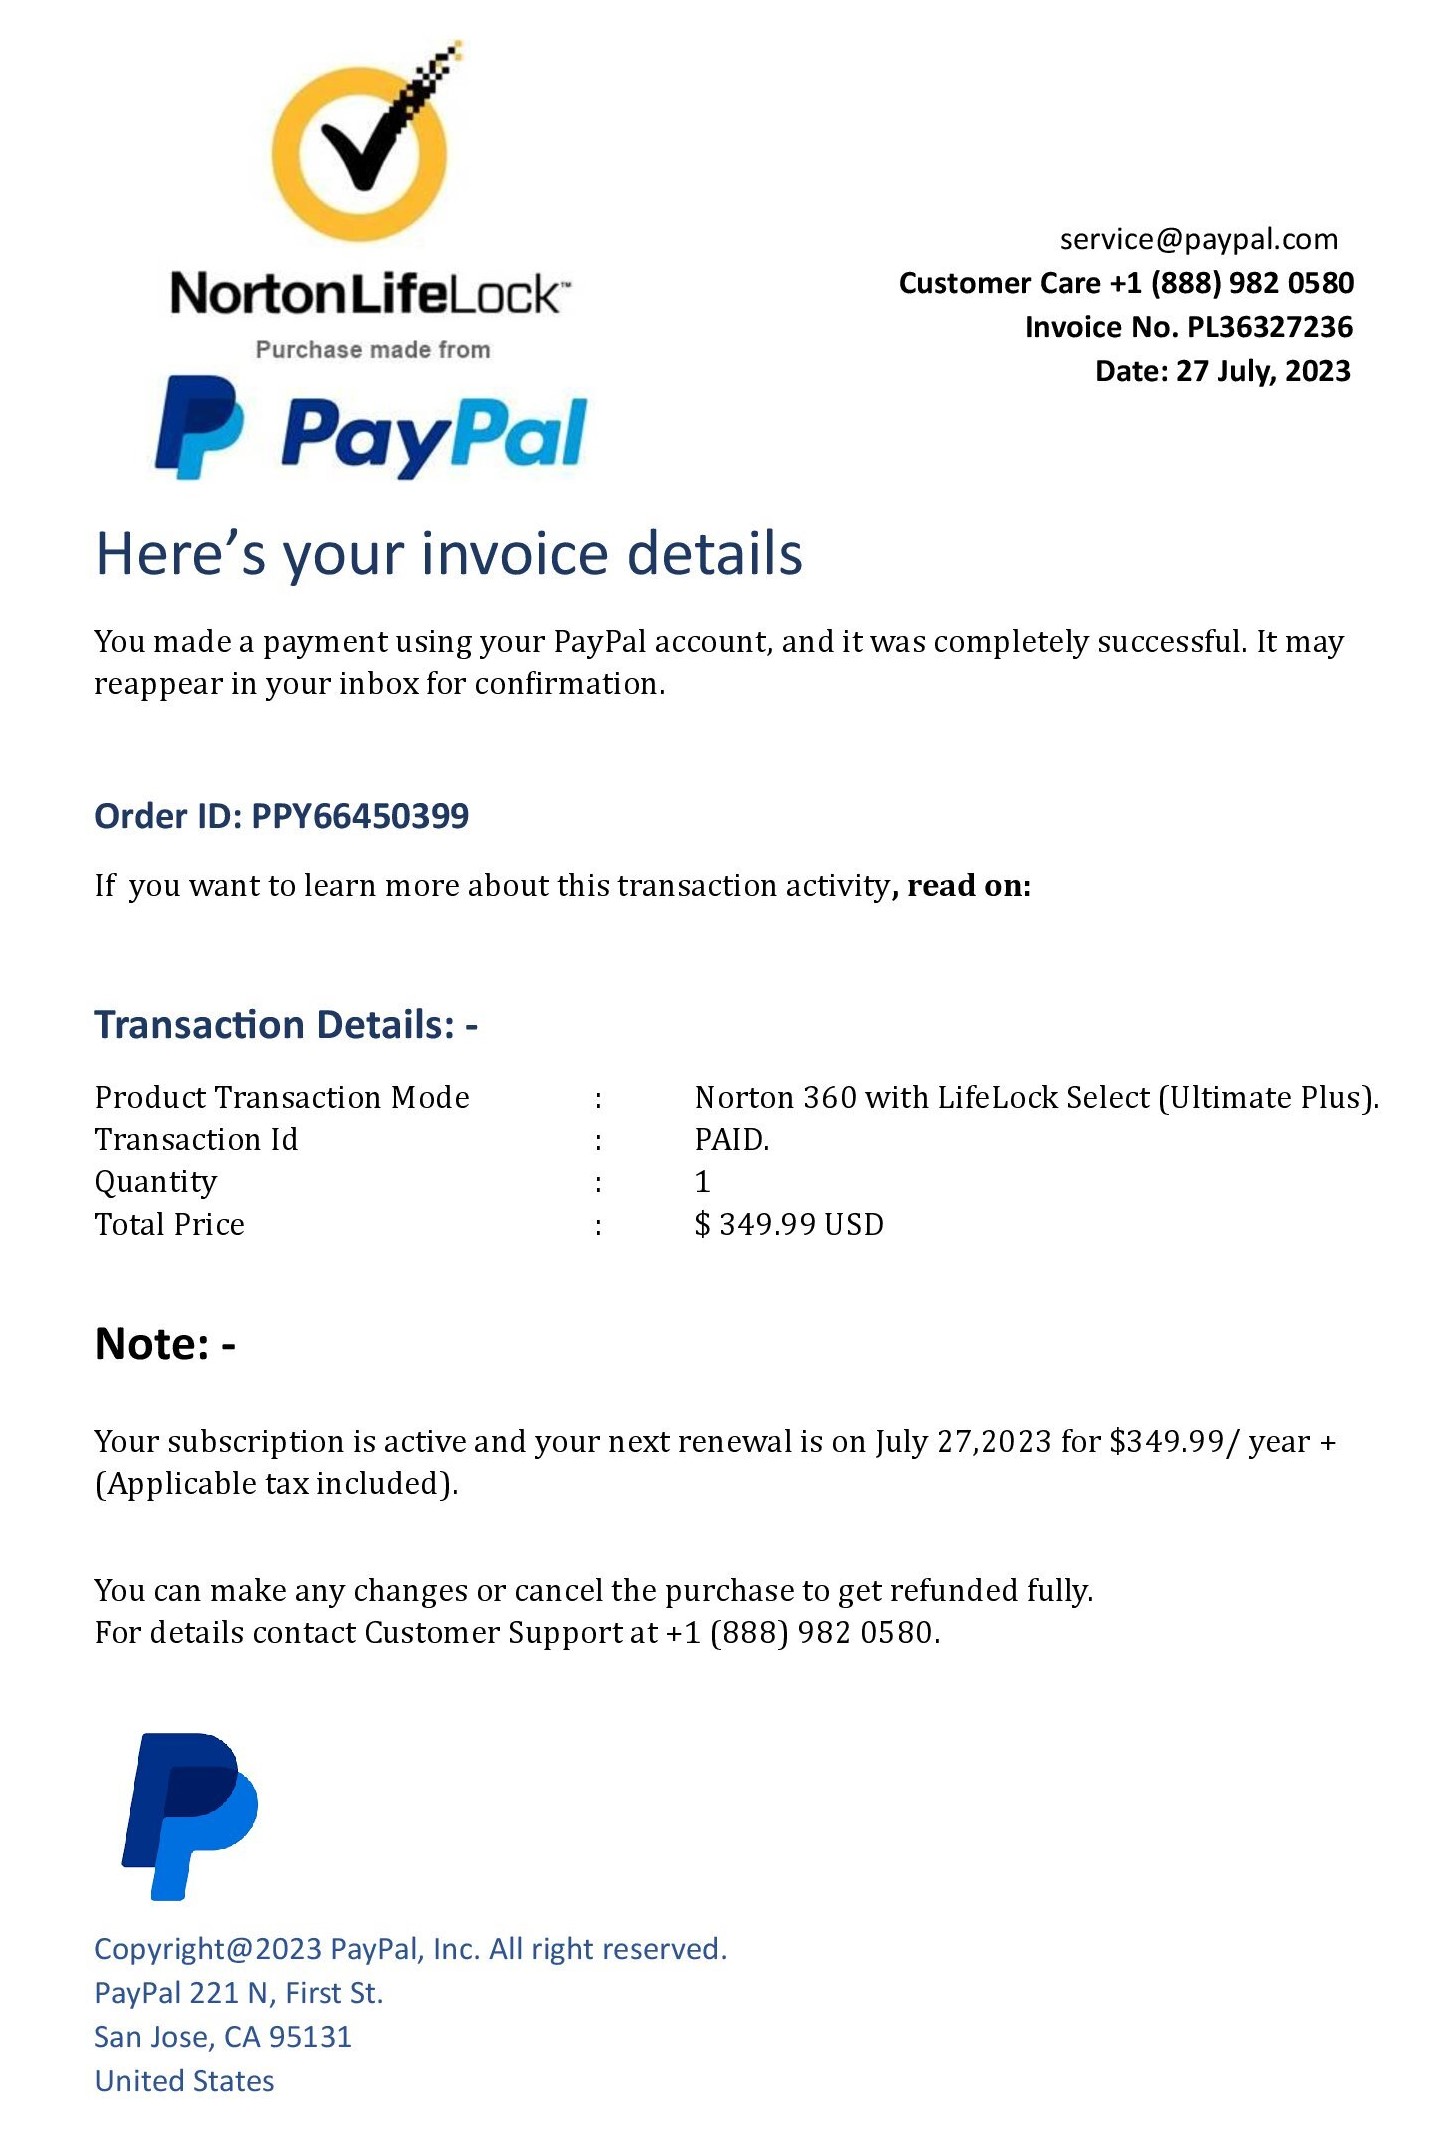 NortonLifeLock™
Purchase made from
PayPal
service@paypal.com
Customer Care +1 (888) 982 0580
Invoice No. PL36327236
Date: 27 July, 2023
Here’s your invoice details
You made a payment using your PayPal account, and it was completely successful. It may
reappear in your inbox for confirmation.
Order ID: PPY66450399
If you want to learn more about this transaction activity, read on:
Transaction Details: -
Product Transaction Mode : Norton 360 with LifeLock Select (Ultimate Plus).
Transaction Id : PAID.
Quantity : 1
Total Price : $ 349.99 USD
Note: -
Your subscription is active and your next renewal is on July 27,2023 for $349.99/ year +
(Applicable tax included).
You can make any changes or cancel the purchase to get refunded fully.
For details contact Customer Support at +1 (888) 982 0580.
Copyright@2023 PayPal, Inc. All right reserved.
PayPal 221 N, First St.
San Jose, CA 95131
United States